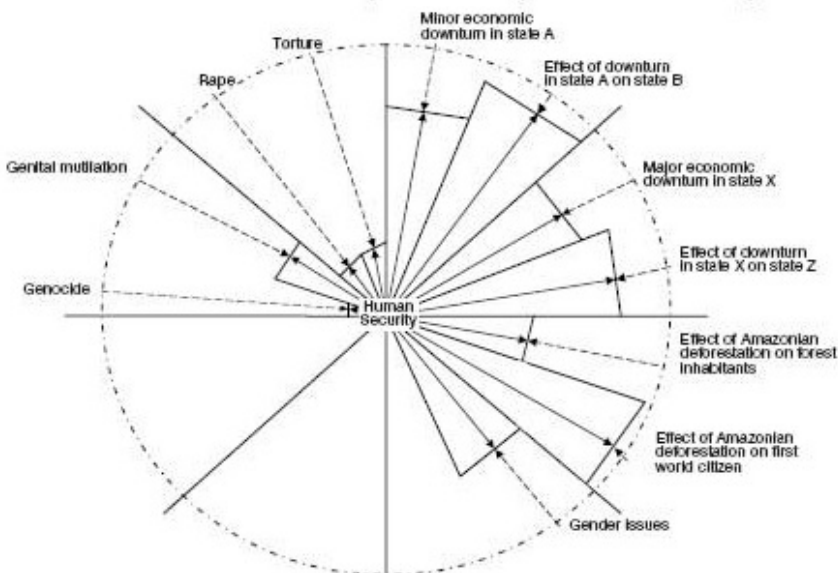 Minor economic
downturn in state A
Torture
Effect of downturn
in state A on state B
Rape
Genital mutilation
Major economic
downturn in state X
Effect of downturn
in state X on state Z
Genocide
Human
Security
Effect of Amazonian
deforestation on forest
inhabitants
Effect of Amazonian
deforestation on first
world citizen
Gender issues